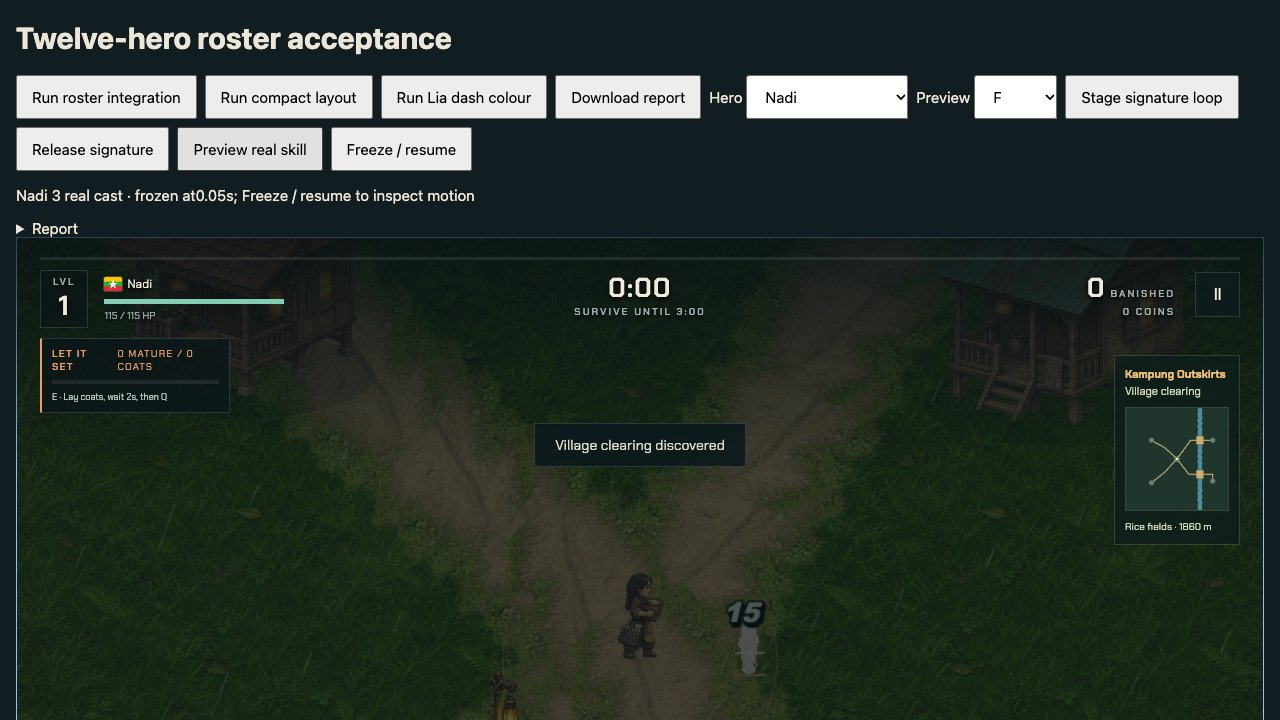 Twelve-hero roster acceptance
Run roster integration
Run compact layout
Run Lia dash colour
Download report
Hero
Nadi
Preview
F
Stage signature loop
Release signature
Preview real skill
Freeze / resume
Nadi 3 real cast · frozen at0.05s; Freeze / resume to inspect motion
Report
LVL
1
Nadi
115 / 115 HP
0:00
SURVIVE UNTIL 3:00
0 BANISHED
0 COINS
LET IT
SET
0 MATURE / 0
COATS
E · Lay coats, wait 2s, then Q
Kampung Outskirts
Village clearing
Rice fields · 1860 m
Village clearing discovered
15